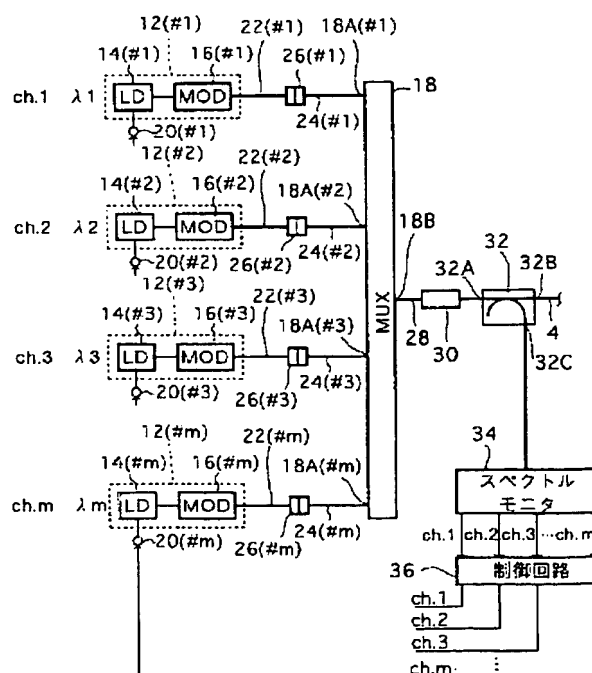 12(#1)
22(#1)
26(#1)
18A(#1)
14(#1)
16(#1)
18
ch.1
λ1
LD
MOD
24(#1)
20(#1)
12(#2)
22(#2)
14(#2)
16(#2)
18A(#2)
18B
ch.2
λ2
LD
MOD
32
32A
32B
20(#2)
26(#2)
24(#2)
12(#3)
MUX
14(#3)
16(#3)
22(#3)
18A(#3)
28
30
4
32C
ch.3
λ3
LD
MOD
20(#3)
26(#3)
24(#3)
12(#m)
22(#m)
14(#m)
16(#m)
18A(#m)
34
スペクトル
モニタ
ch.m
λm
LD
MOD
20(#m)
26(#m)
24(#m)
ch.1 ch.2 ch.3 …ch.m
36
制御回路
ch.1
ch.2
ch.3
ch.m